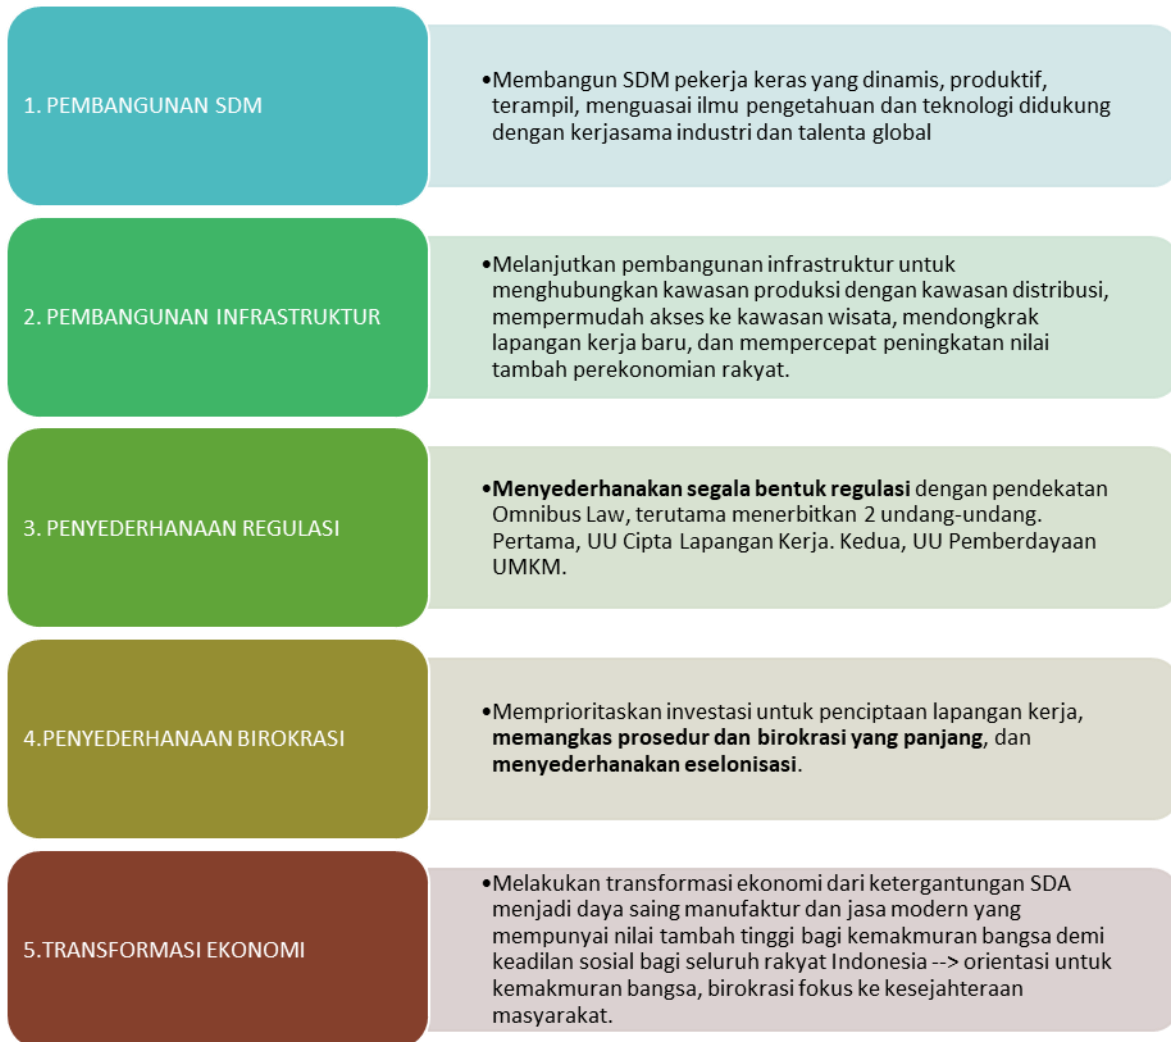 1. PEMBANGUNAN SDM
•Membangun SDM pekerja keras yang dinamis, produktif,
terampil, menguasai ilmu pengetahuan dan teknologi didukung
dengan kerjasama industri dan talenta global
2. PEMBANGUNAN INFRASTRUKTUR
•Melanjutkan pembangunan infrastruktur untuk
menghubungkan kawasan produksi dengan kawasan distribusi,
mempermudah akses ke kawasan wisata, mendongkrak
lapangan kerja baru, dan mempercepat peningkatan nilai
tambah perekonomian rakyat.
3. PENYEDERHANAAN REGULASI
•Menyederhanakan segala bentuk regulasi dengan pendekatan
Omnibus Law, terutama menerbitkan 2 undang-undang.
Pertama, UU Cipta Lapangan Kerja. Kedua, UU Pemberdayaan
UMKM.
4.PENYEDERHANAAN BIROKRASI
•Memprioritaskan investasi untuk penciptaan lapangan kerja,
memangkas prosedur dan birokrasi yang panjang, dan
menyederhanakan eselonisasi.
5.TRANSFORMASI EKONOMI
•Melakukan transformasi ekonomi dari ketergantungan SDA
menjadi daya saing manufaktur dan jasa modern yang
mempunyai nilai tambah tinggi bagi kemakmuran bangsa demi
keadilan sosial bagi seluruh rakyat Indonesia --> orientasi untuk
kemakmuran bangsa, birokrasi fokus ke kesejahteraan
masyarakat.